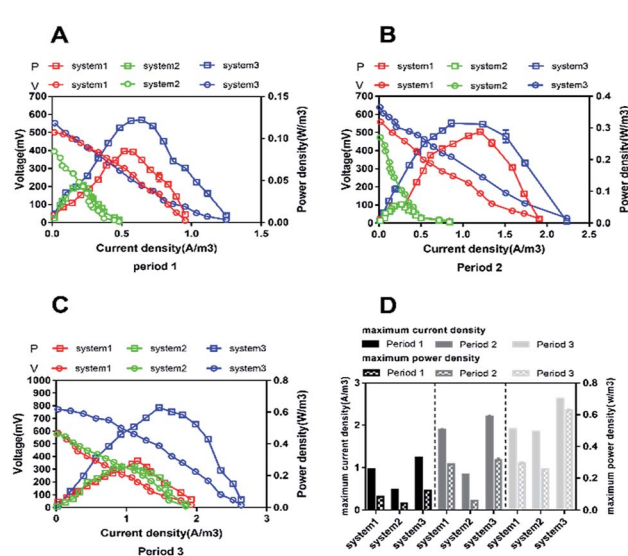 A
P system1 system2 system3
V system1 system2 system3
700
600
500
400
300
200
100
0
Voltage(mV)
0.15
0.10
0.05
0.00
Power density(W/m3)
0.0 0.5 1.0 1.5
Current density(A/m3)
period 1
B
P system1 system2 system3
V system1 system2 system3
700
600
500
400
300
200
100
0
Voltage(mV)
0.4
0.3
0.2
0.1
0.0
Power density(W/m3)
0.0 0.5 1.0 1.5 2.0 2.5
Current density(A/m3)
Period 2
C
P system1 system2 system3
V system1 system2 system3
1000
900
800
700
600
500
400
300
200
100
0
Voltage(mV)
0.8
0.6
0.4
0.2
0.0
Power density(W/m3)
0 1 2 3
Current density(A/m3)
Period 3
D
maximum current density
Period 1 Period 2 Period 3
maximum power density
Period 1 Period 2 Period 3
3
2
1
0
maximum current density(A/m3)
0.8
0.6
0.4
0.2
0.0
maximum power density(W/m3)
system1 system2 system3 system1 system2 system3 system1 system2 system3